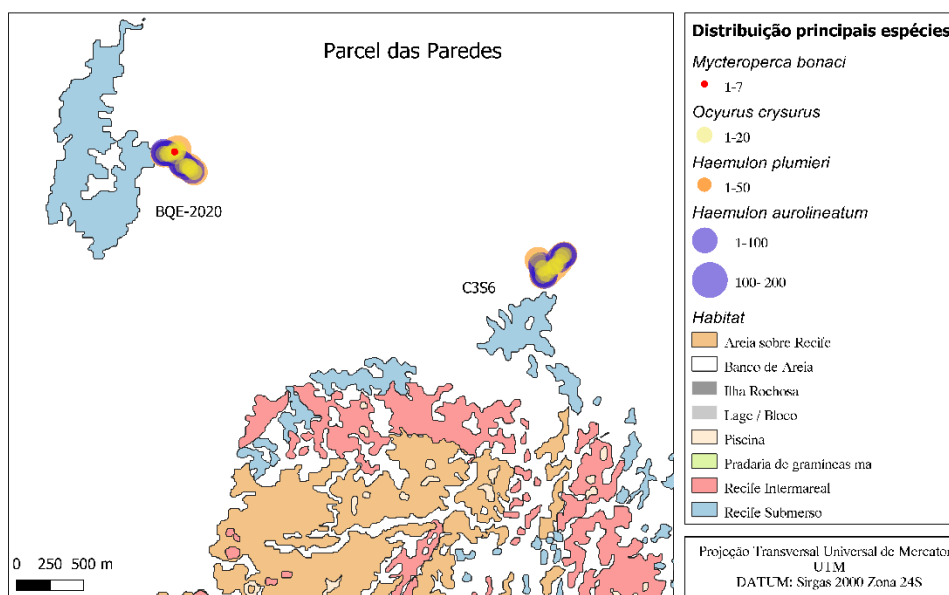 Parcel das Paredes
BQE-2020
C3S6
0 250 500 m
Distribuição principais espécies
Mycteroperca bonaci
1-7
Ocyurus crysurus
1-20
Haemulon plumieri
1-50
Haemulon aurolineatum
1-100
100- 200
Habitat
Areia sobre Recife
Banco de Areia
Ilha Rochosa
Lage / Bloco
Piscina
Pradaria de gramíneas ma
Recife Intermareal
Recife Submerso
Projeção Transversal Universal de Mercator
UTM
DATUM: Sirgas 2000 Zona 24S